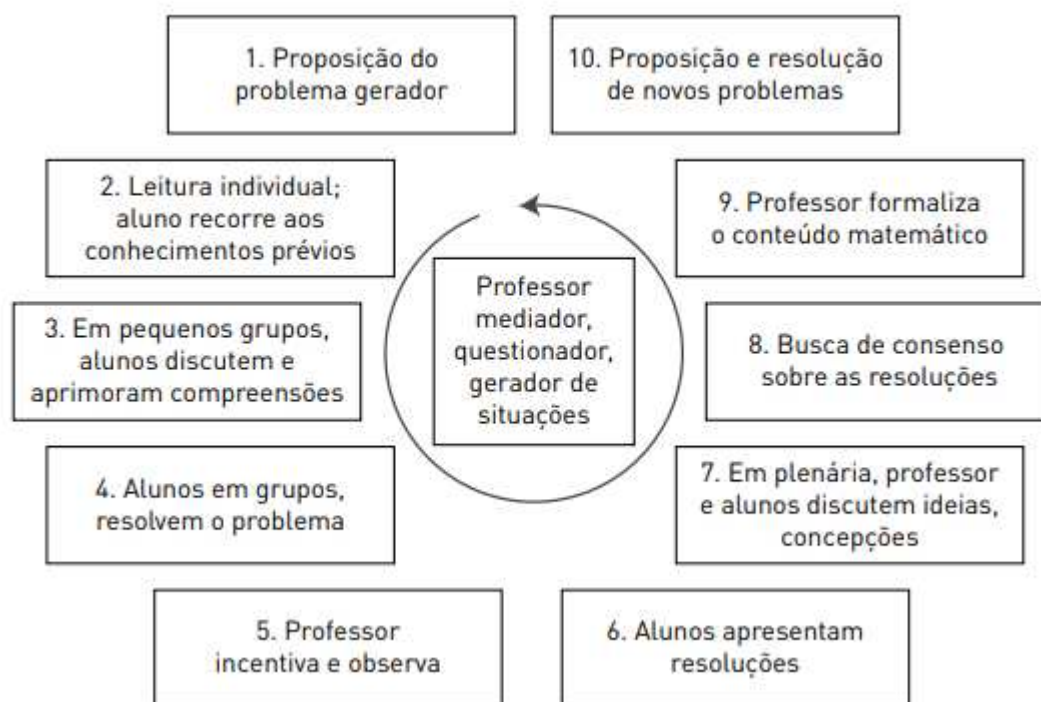 1. Proposição do
problema gerador
2. Leitura individual;
aluno recorre aos
conhecimentos prévios
3. Em pequenos grupos,
alunos discutem e
aprimoram compreensões
4. Alunos em grupos,
resolvem o problema
5. Professor
incentiva e observa
6. Alunos apresentam
resoluções
7. Em plenária, professor
e alunos discutem ideias,
concepções
8. Busca de consenso
sobre as resoluções
9. Professor formaliza
o conteúdo matemático
10. Proposição e resolução
de novos problemas
Professor
mediador,
questionador,
gerador de
situações